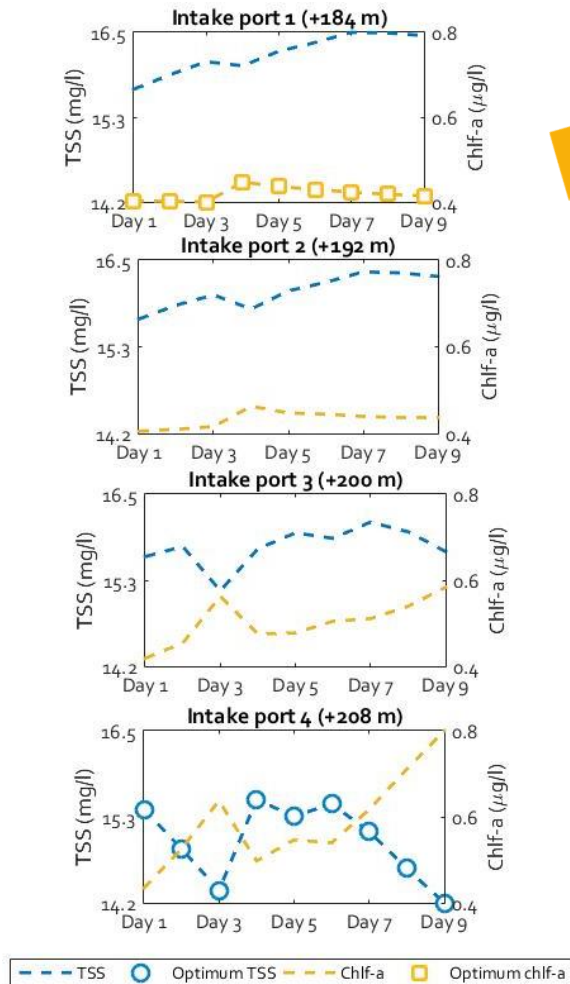 Intake port 1 (+184 m)
16.5
15.3
14.2
TSS (mg/l)
0.8
0.6
0.4
Chlf-a (µg/l)
Day 1 Day 3 Day 5 Day 7 Day 9
Intake port 2 (+192 m)
16.5
15.3
14.2
TSS (mg/l)
0.8
0.6
0.4
Chlf-a (µg/l)
Day 1 Day 3 Day 5 Day 7 Day 9
Intake port 3 (+200 m)
16.5
15.3
14.2
TSS (mg/l)
0.8
0.6
0.4
Chlf-a (µg/l)
Day 1 Day 3 Day 5 Day 7 Day 9
Intake port 4 (+208 m)
16.5
15.3
14.2
TSS (mg/l)
0.8
0.6
0.4
Chlf-a (µg/l)
Day 1 Day 3 Day 5 Day 7 Day 9
TSS Optimum TSS Chlf-a Optimum chlf-a